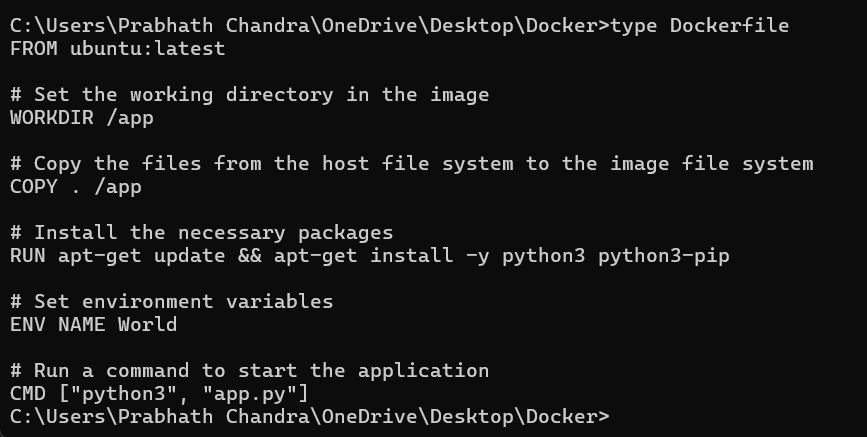 C:\Users\Prabhath Chandra\OneDrive\Desktop\Docker>type Dockerfile
FROM ubuntu:latest
# Set the working directory in the image
WORKDIR /app
# Copy the files from the host file system to the image file system
COPY . /app
# Install the necessary packages
RUN apt-get update && apt-get install -y python3 python3-pip
# Set environment variables
ENV NAME World
# Run a command to start the application
CMD ["python3", "app.py"]
C:\Users\Prabhath Chandra\OneDrive\Desktop\Docker>